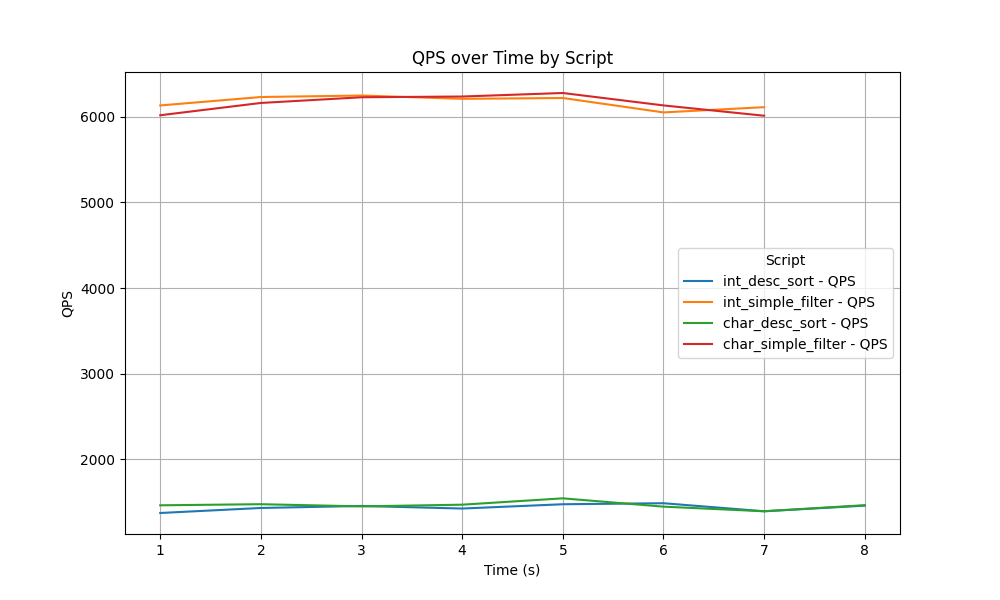 QPS over Time by Script
6000
5000
4000
3000
2000
QPS
Script
int_desc_sort - QPS
int_simple_filter - QPS
char_desc_sort - QPS
char_simple_filter - QPS
1 2 3 4 5 6 7 8
Time (s)